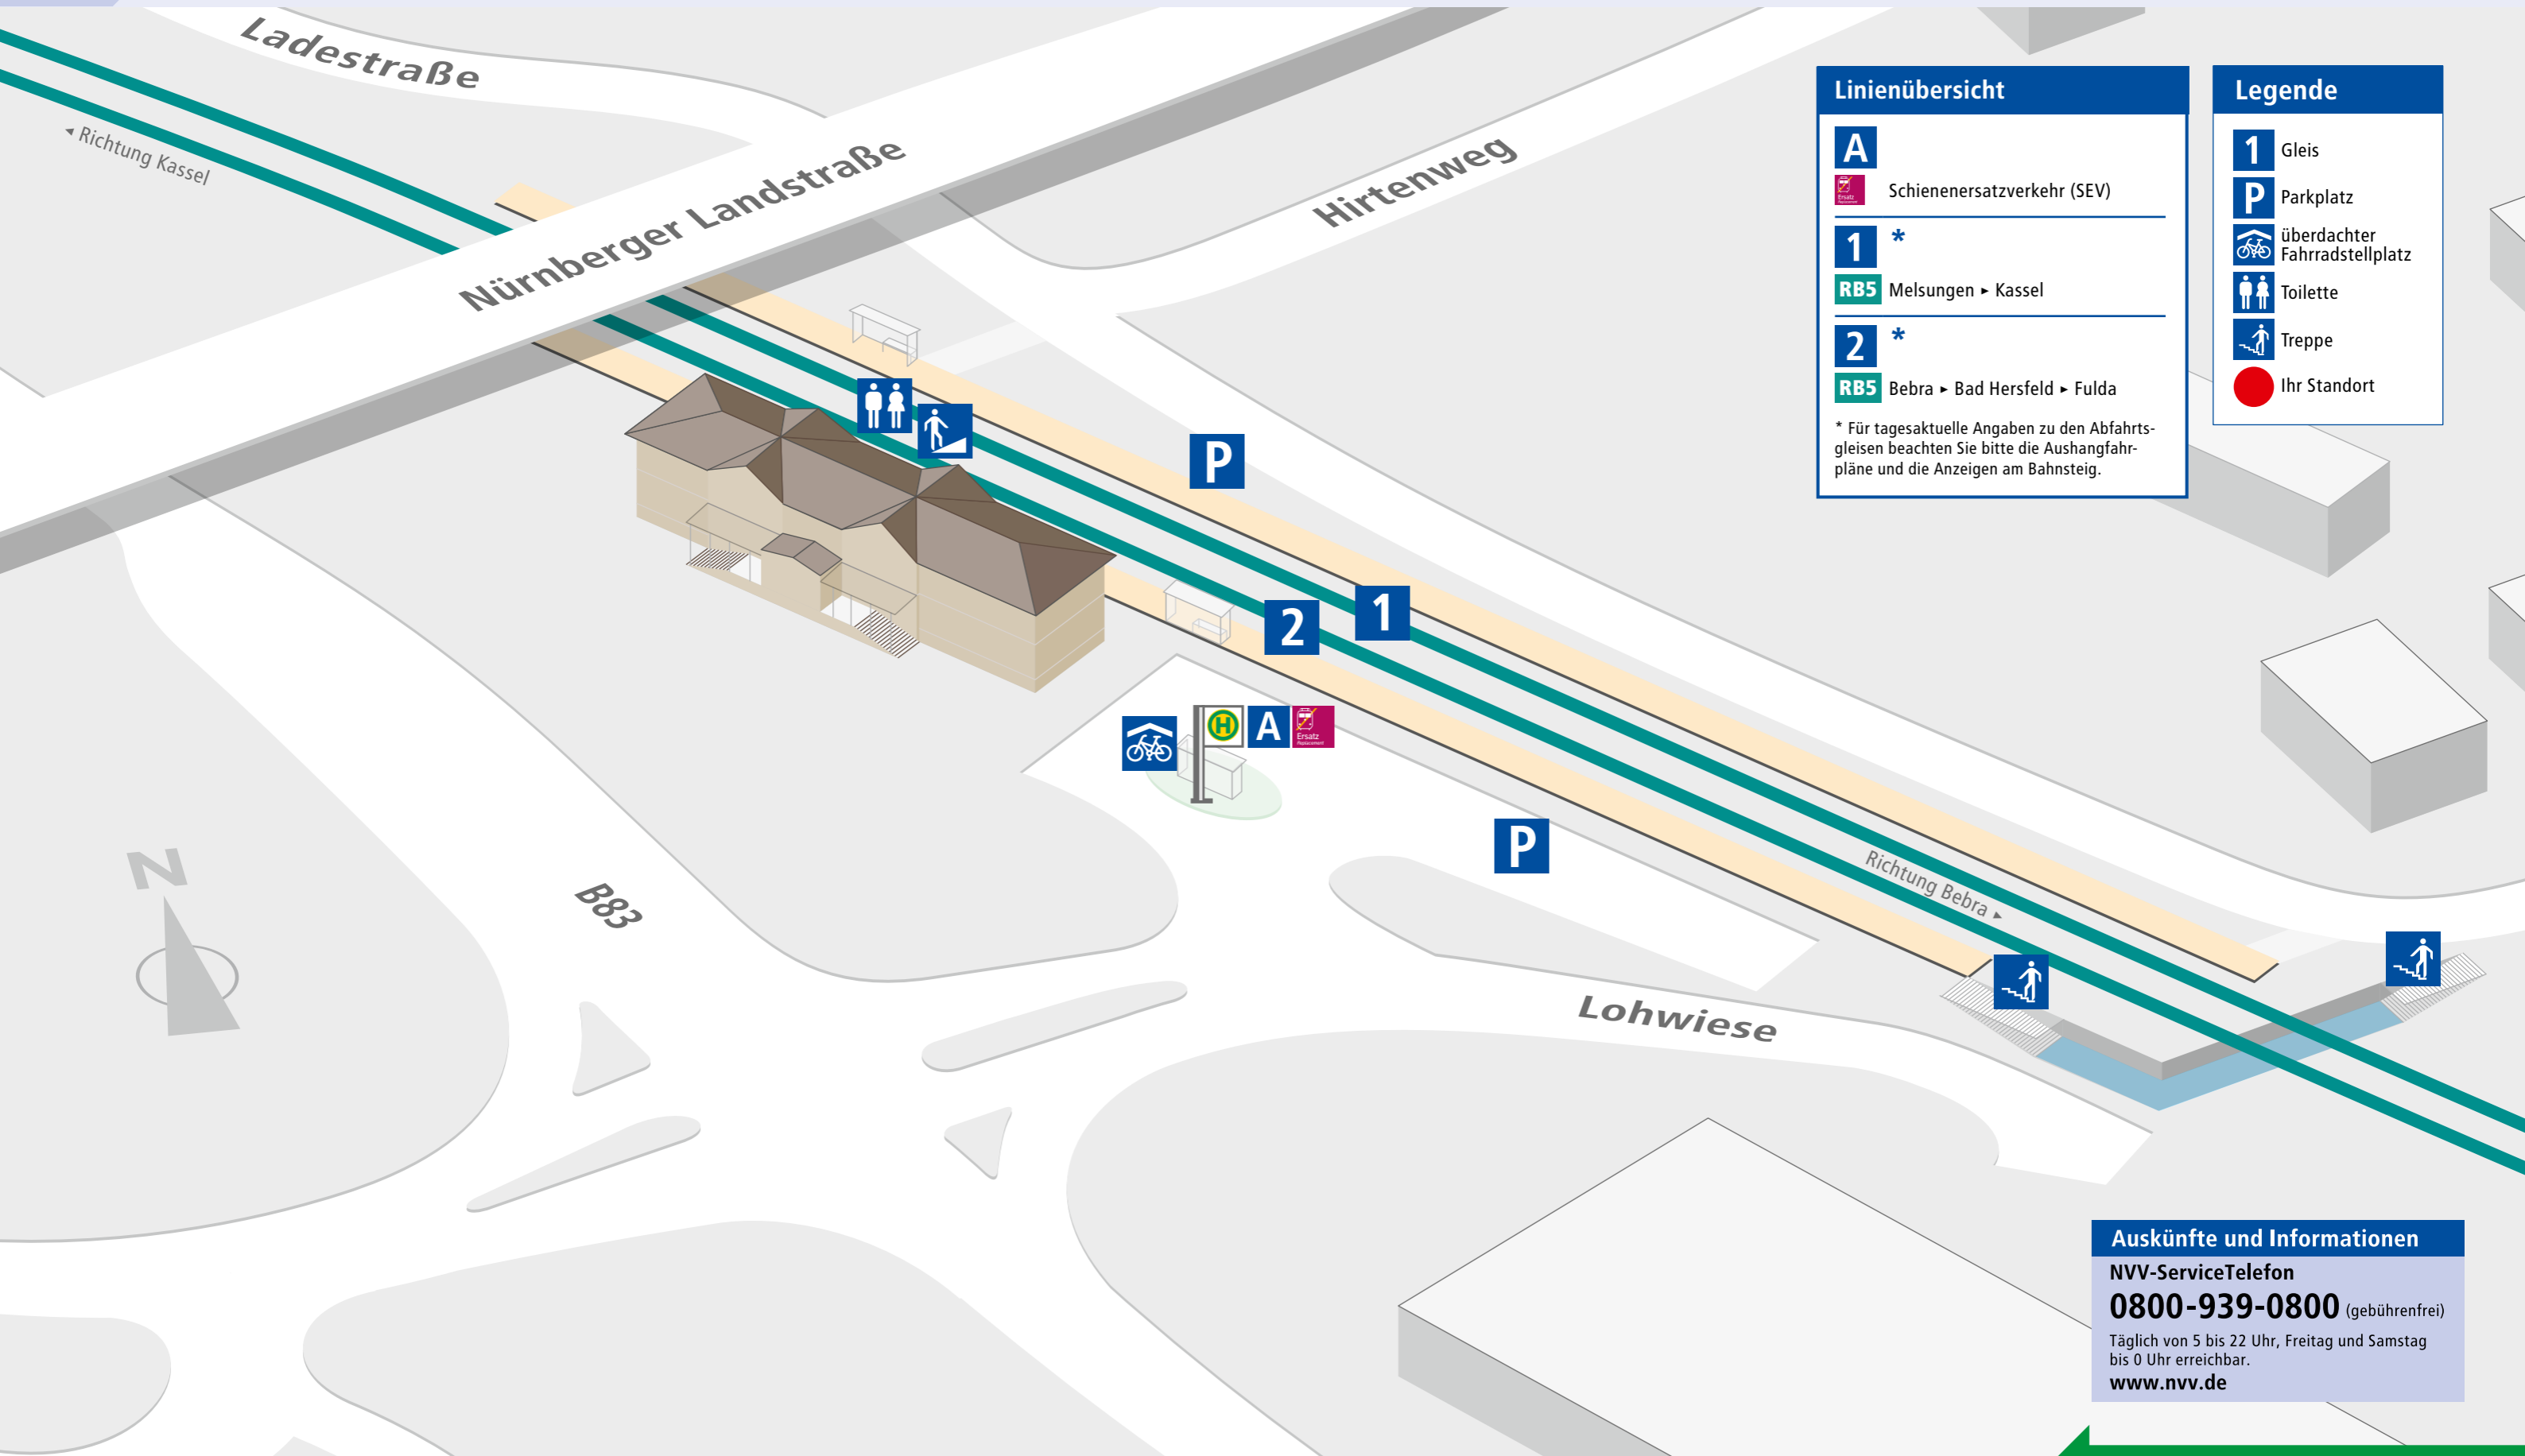 Ladestraße
◂ Richtung Kassel
Nürnberger Landstraße
Hirtenweg
Linienübersicht
A
Ersatz
Replacement
Schienenersatzverkehr (SEV)
1 *
RB5 Melsungen ▸ Kassel
2 *
RB5 Bebra ▸ Bad Hersfeld ▸ Fulda
* Für tagesaktuelle Angaben zu den Abfahrts-
gleisen beachten Sie bitte die Aushangfahr-
pläne und die Anzeigen am Bahnsteig.
Legende
1 Gleis
P Parkplatz
überdachter
Fahrradstellplatz
Toilette
Treppe
Ihr Standort
P
1
2
H A Ersatz
Replacement
P
N
B83
Richtung Bebra ▸
Lohwiese
Auskünfte und Informationen
NVV-ServiceTelefon
0800-939-0800 (gebührenfrei)
Täglich von 5 bis 22 Uhr, Freitag und Samstag
bis 0 Uhr erreichbar.
www.nvv.de